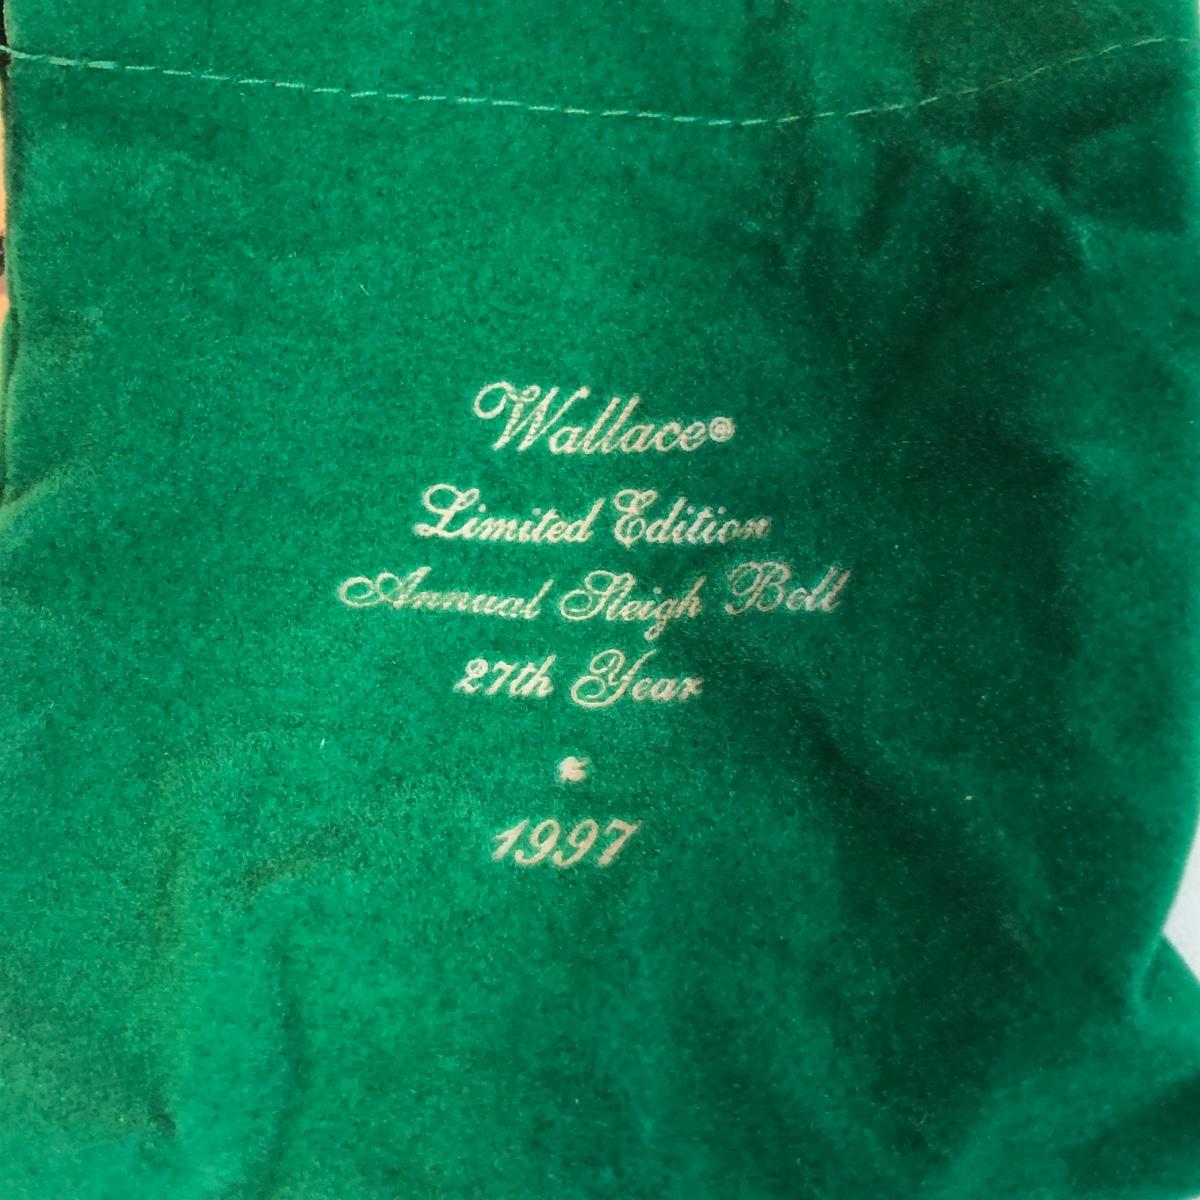 Wallace®
Limited Edition
Annual Sleigh Bell
27th Year
1997